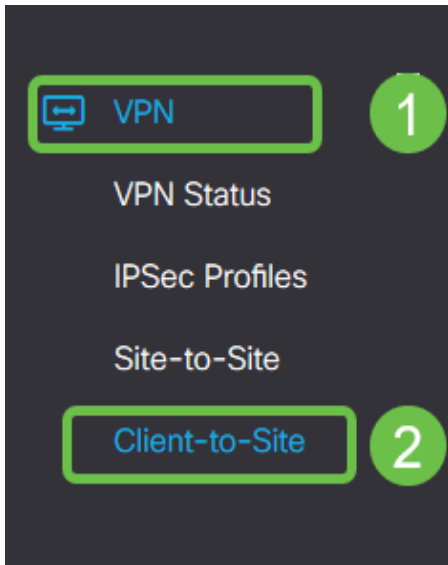 VPN 1
VPN Status
IPSec Profiles
Site-to-Site
Client-to-Site 2